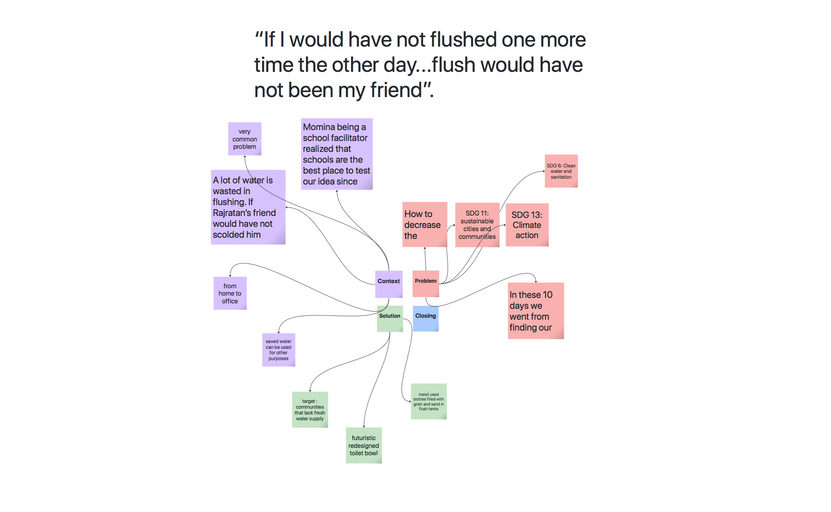 “If I would have not flushed one more
time the other day...flush would have
not been my friend”.
very
common
problem
Momina being a
school facilitator
realized that
schools are the
best place to test
our idea since
A lot of water is
wasted in
flushing. If
Rajratan's friend
would have not
scolded him
SDG 6: Clean
water and
sanitation
How to
decrease
the
SDG 11:
sustainable
cities and
communities
SDG 13:
Climate
action
from
home to
office
Context
Problem
In these 10
days we
went from
finding our
Solution
Closing
saved water
can be used
for other
purposes
target :
communities
that lack fresh
water supply
install used
bottles filled with
grain and sand in
flush tanks
futuristic
redesigned
toilet bowl